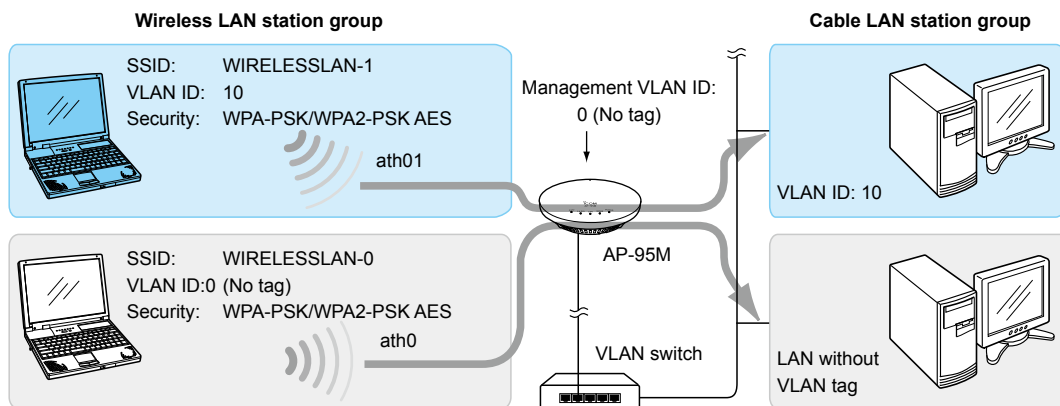 Wireless LAN station group
Cable LAN station group
SSID: WIRELESSLAN-1
VLAN ID: 10
Security: WPA-PSK/WPA2-PSK AES
ath01
Management VLAN ID:
0 (No tag)
VLAN ID: 10
AP-95M
SSID: WIRELESSLAN-0
VLAN ID:0 (No tag)
Security: WPA-PSK/WPA2-PSK AES
ath0
VLAN switch
LAN without
VLAN tag